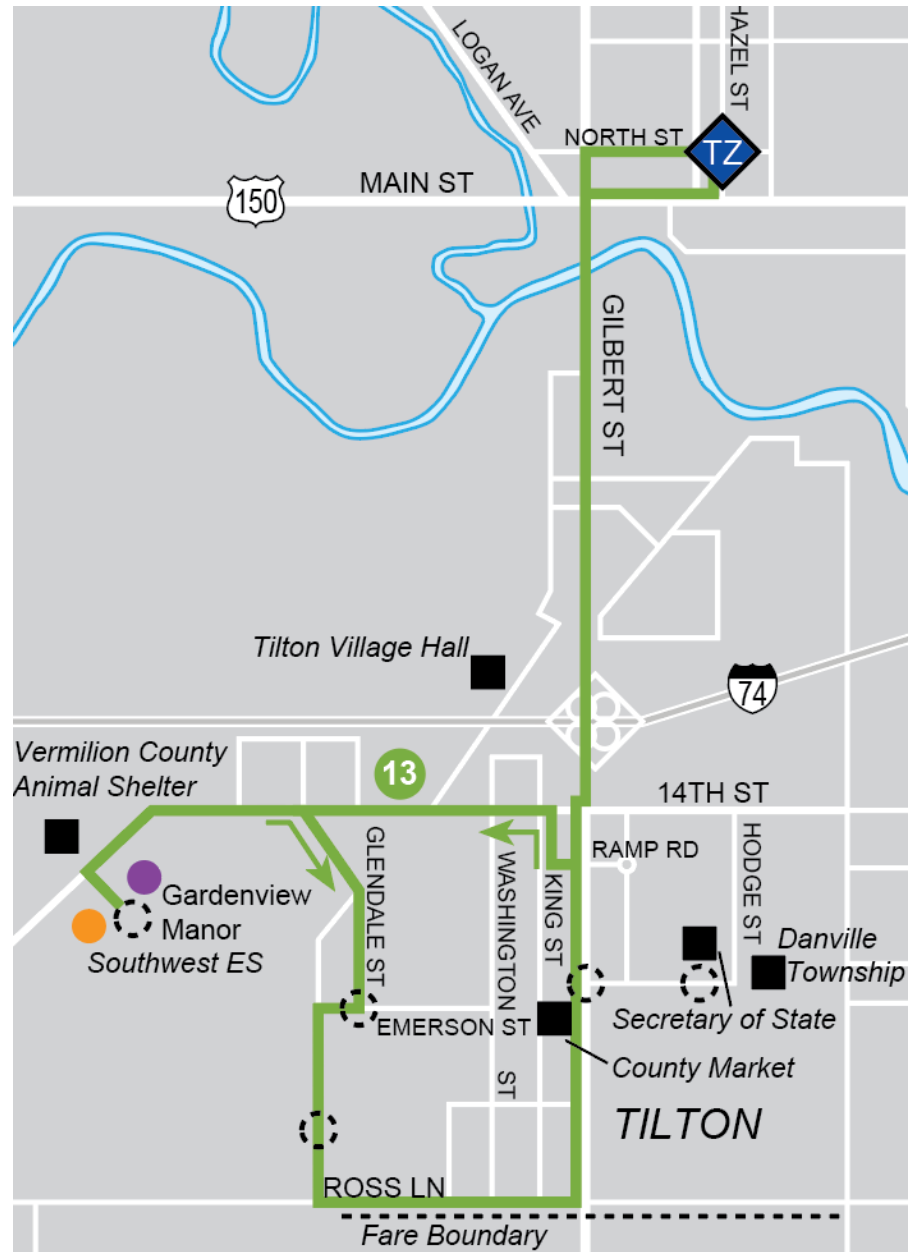 HAZEL ST
LOGAN AVE
NORTH ST
TZ
MAIN ST
150
GILBERT ST
Tilton Village Hall
74
Vermilion County
Animal Shelter
13
14TH ST
RAMP RD
GLENDALE ST
WASHINGTON ST
KING ST
HODGE ST
Gardenview
Manor
Southwest ES
Danville
Township
EMERSON ST
Secretary of State
County Market
TILTON
ROSS LN
Fare Boundary